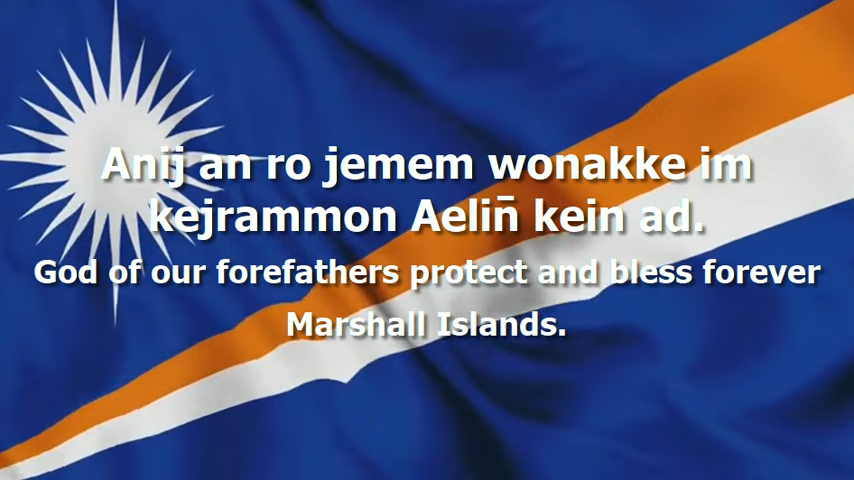 Anij an ro jemem wonakke im
kejrammon Aelin̄ kein ad.
God of our forefathers protect and bless forever
Marshall Islands.